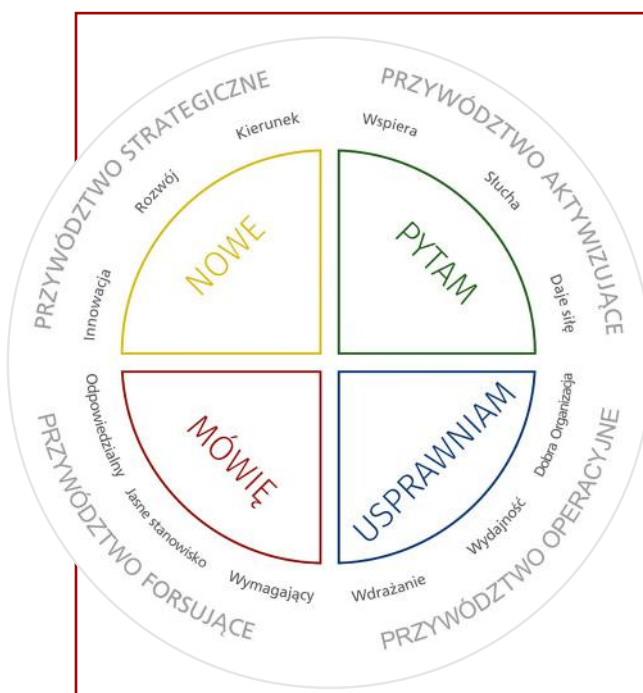 PRZYWÓDZTWO STRATEGICZNE
Kierunek
Rozwój
Innowacja
NOWE
PRZYWÓDZTWO AKTYWIZUJĄCE
Wspiera
Słucha
Daje siłę
PYTAM
MÓWIĘ
Odpowiedzialny
Jasne stanowisko
Wymagający
PRZYWÓDZTWO FORSUJĄCE
USPRAWNIAM
Dobra Organizacja
Wydajność
Wdrażanie
PRZYWÓDZTWO OPERACYJNE